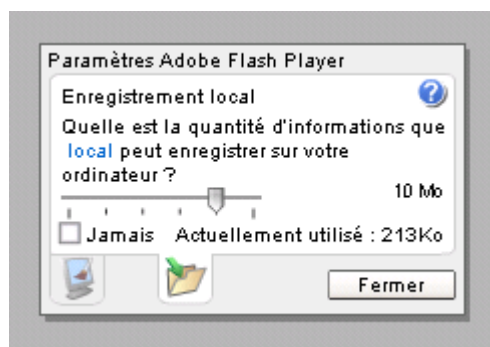 Paramètres Adobe Flash Player
Enregistrement local
?
Quelle est la quantité d'informations que
local peut enregistrer sur votre
ordinateur ?
10 Mo
Jamais Actuellement utilisé : 213Ko
Fermer